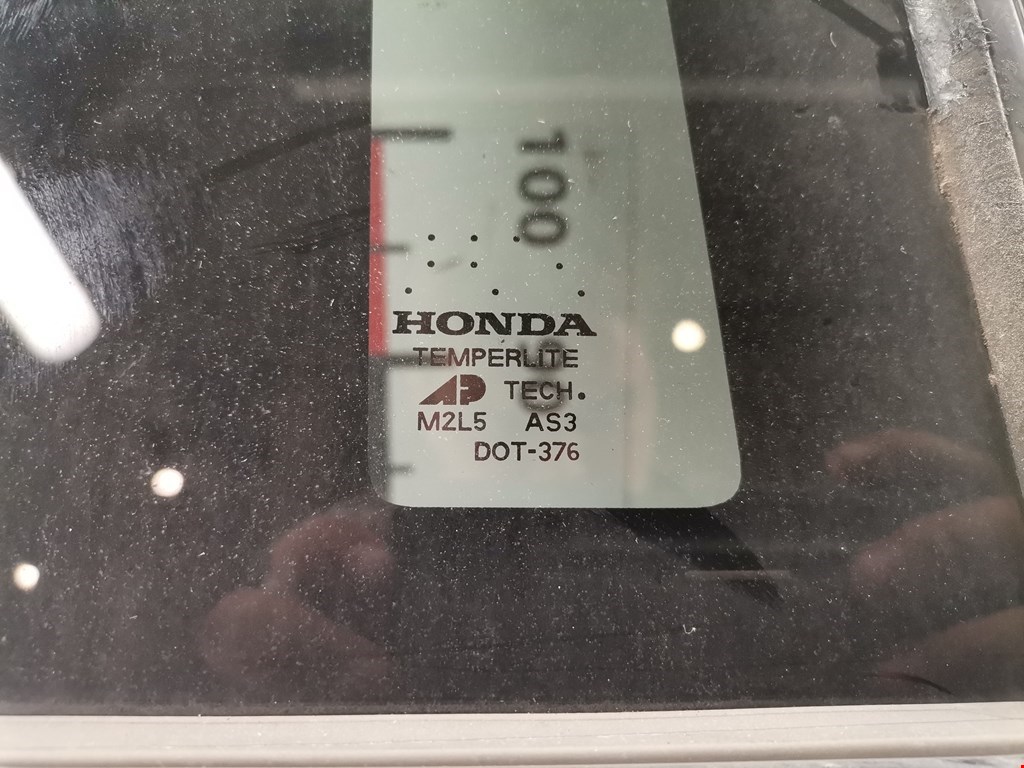 100
HONDA
TEMPERLITE
AP TECH.
M2L5 AS3
DOT-376